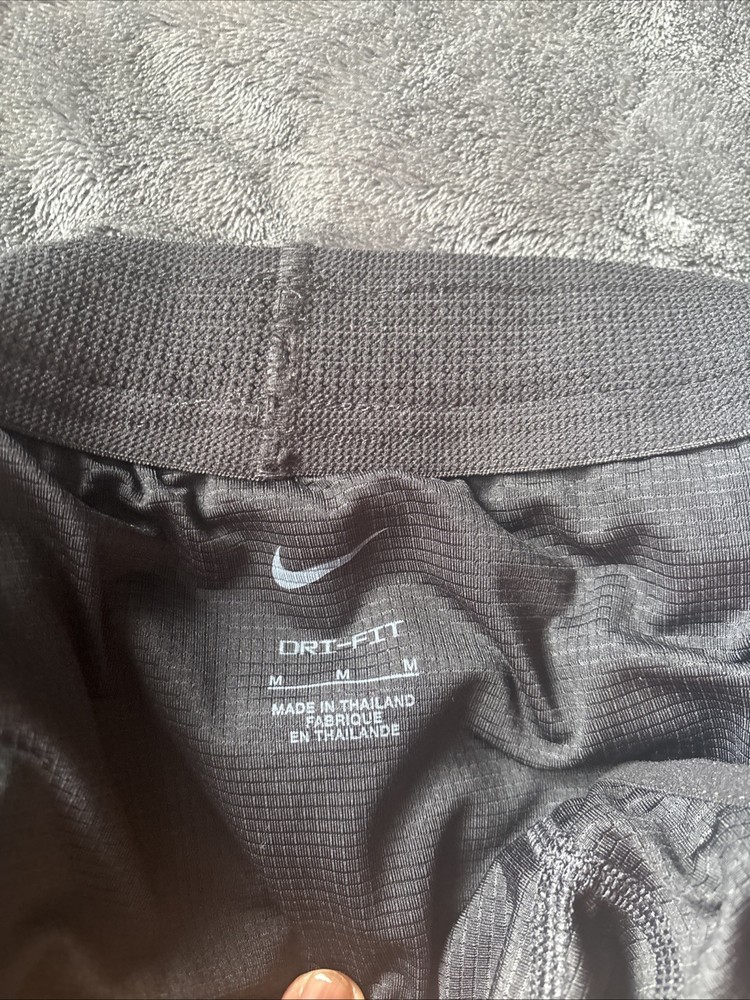 DRI-FIT
M M M
MADE IN THAILAND
FABRIQUE
EN THAILANDE